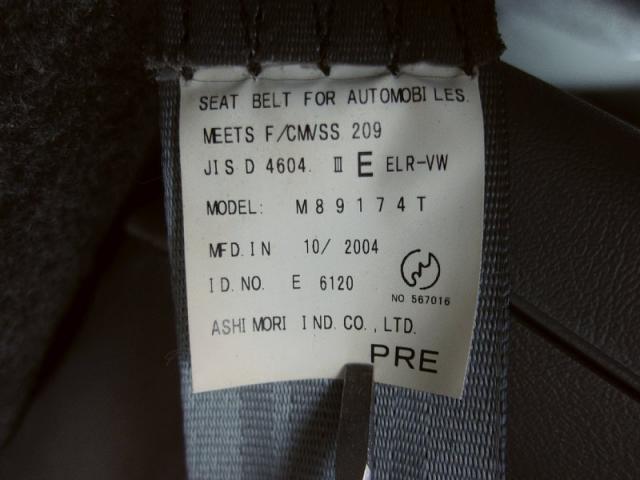 SEAT BELT FOR AUTOMOBILES.
MEETS F/CMVSS 209
JIS D 4604. Ⅲ E ELR-VW
MODEL: M89174T
MFD. IN 10/ 2004
I D. NO. E 6120
NO 567016
ASHIMORI IND. CO., LTD.
PRE